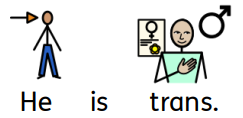 He is trans.